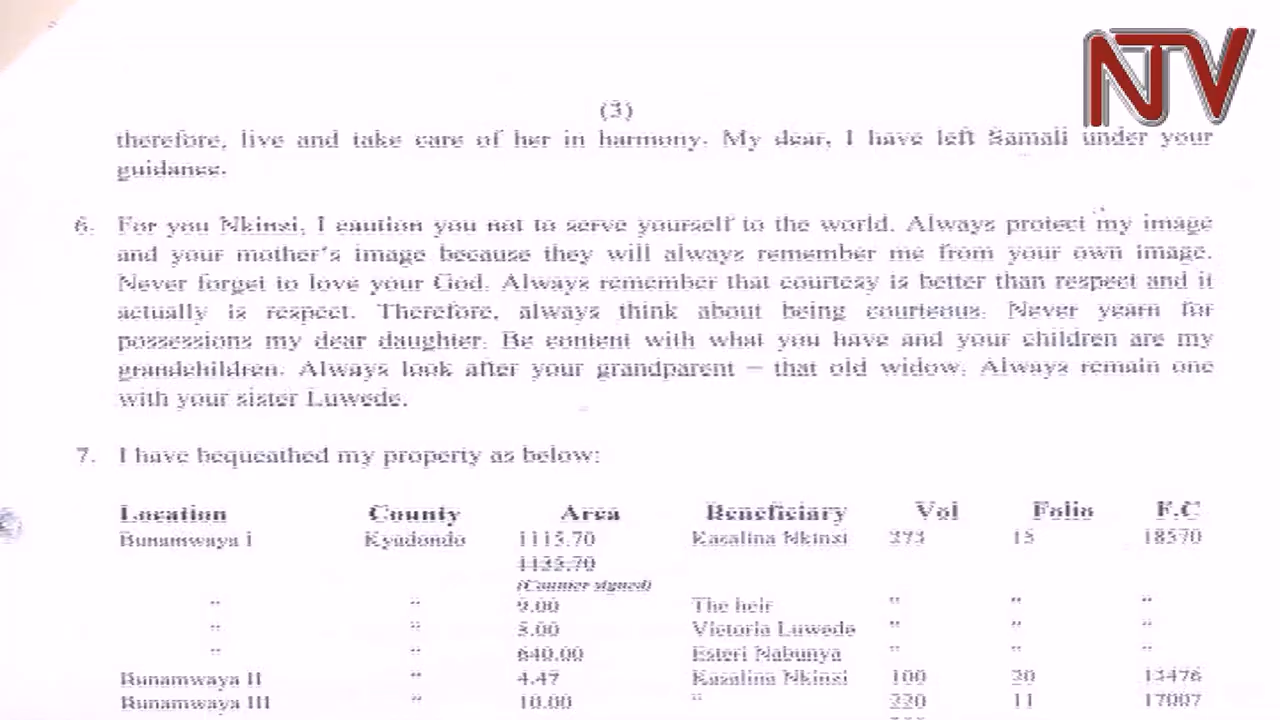 NTV
(3)
therefore, live and take care of her in harmony. My dear, I have left Samali under your
guidance.
6. For you Nkinzi, I caution you not to serve yourself to the world. Always protect my image
and your mother's image because they will always remember me from your own image.
Never forget to love your God. Always remember that courtesy is better than respect and it
actually is respect. Therefore, always think about being courteous. Never yearn for
possessions my dear daughter. Be content with what you have and your children are my
grandchildren. Always look after your grandparent – that old widow. Always remain one
with your sister Luwede.
7. I have bequeathed my property as below:
Location County Area Beneficiary Vol Folio F.C
Bunamwaya I Kyadondo 1115.70 Kasalina Nkinzi 273 15 18570
1135.70
(Counter signed)
" " 9.00 The heir " " "
" " 5.00 Victoria Luwede " " "
" " 640.00 Esteri Nabunya " " "
Bunamwaya II " 4.47 Kasalina Nkinzi 100 20 13476
Bunamwaya III 10.00 " 220 11 17007